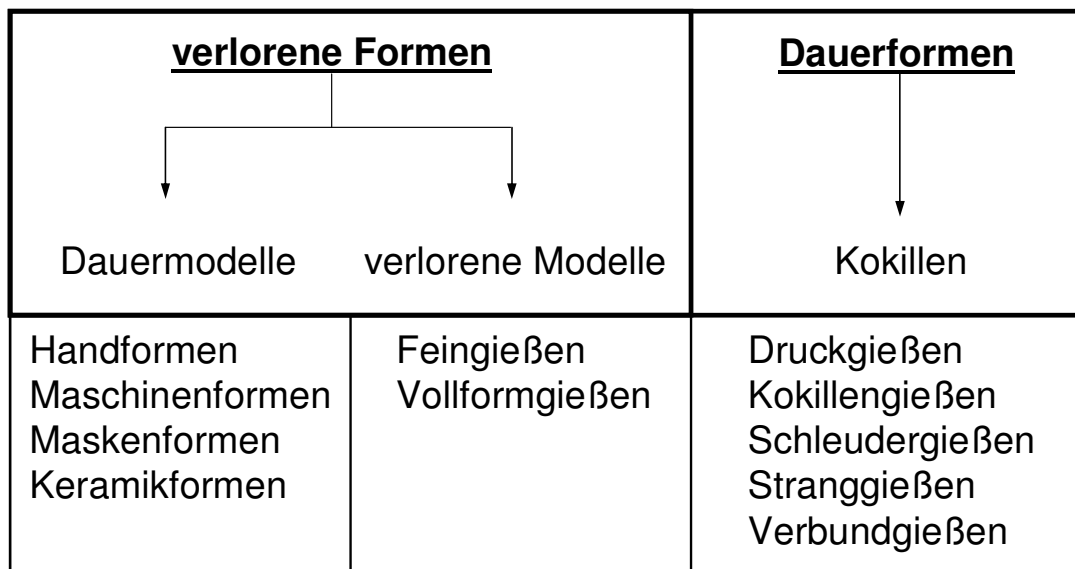 verlorene Formen
Dauermodelle
verlorene Modelle
Dauerformen
Kokillen
Handformen
Maschinenformen
Maskenformen
Keramikformen
Feingießen
Vollformgießen
Druckgießen
Kokillengießen
Schleudergießen
Stranggießen
Verbundgießen